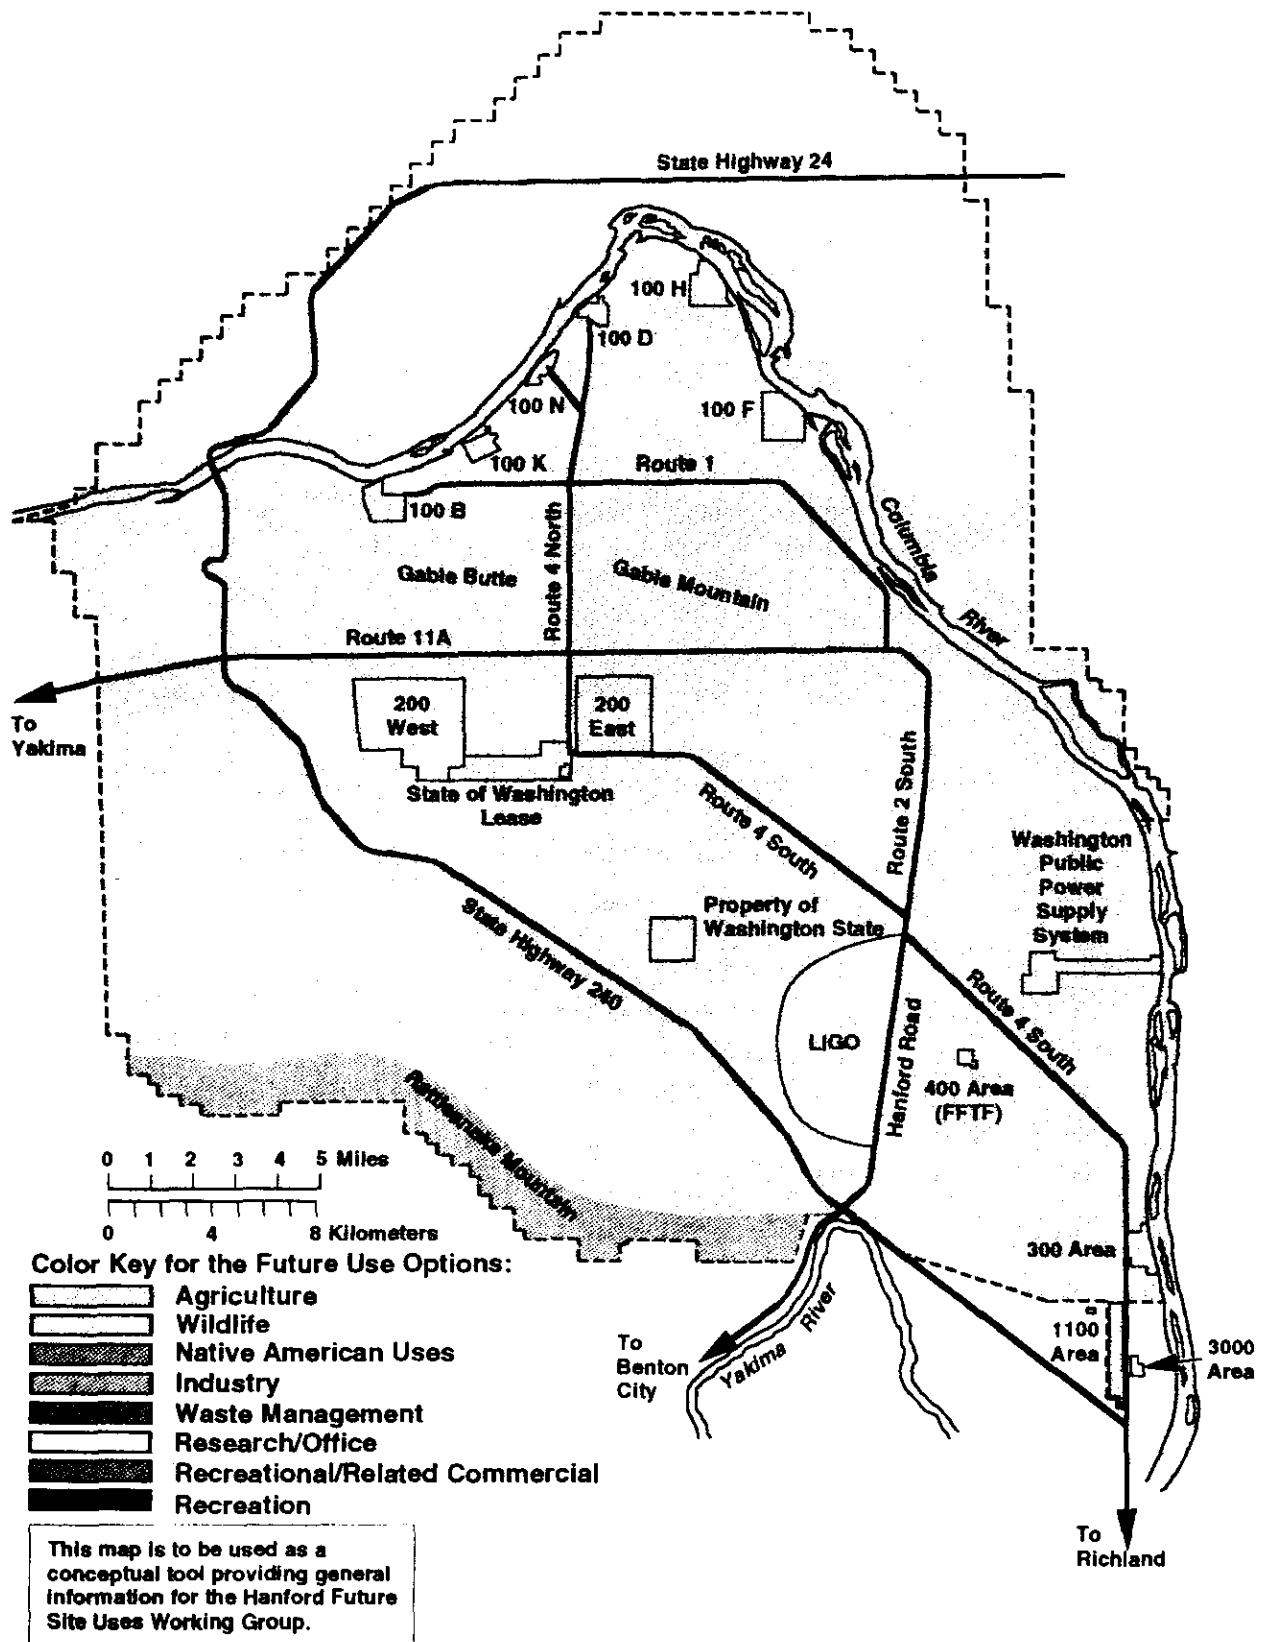 State Highway 24
100 H
100 D
100 N
100 F
100 K
Route 1
100 B
Columbia
River
Route 4 North
Gable Butte
Gable Mountain
Route 11A
To
Yakima
200
West
200
East
State of Washington
Lease
Route 4 South
Route 2 South
Washington
Public
Power
Supply
System
Property of
Washington State
State Highway 240
Route 4 South
LIGO
Hanford Road
400 Area
(FFTF)
Rattlesnake Mountain
0 1 2 3 4 5 Miles
0 4 8 Kilometers
300 Area
1100
Area
3000
Area
To
Benton
City
Yakima
River
To
Richland
Color Key for the Future Use Options:
Agriculture
Wildlife
Native American Uses
Industry
Waste Management
Research/Office
Recreational/Related Commercial
Recreation
This map is to be used as a
conceptual tool providing general
information for the Hanford Future
Site Uses Working Group.